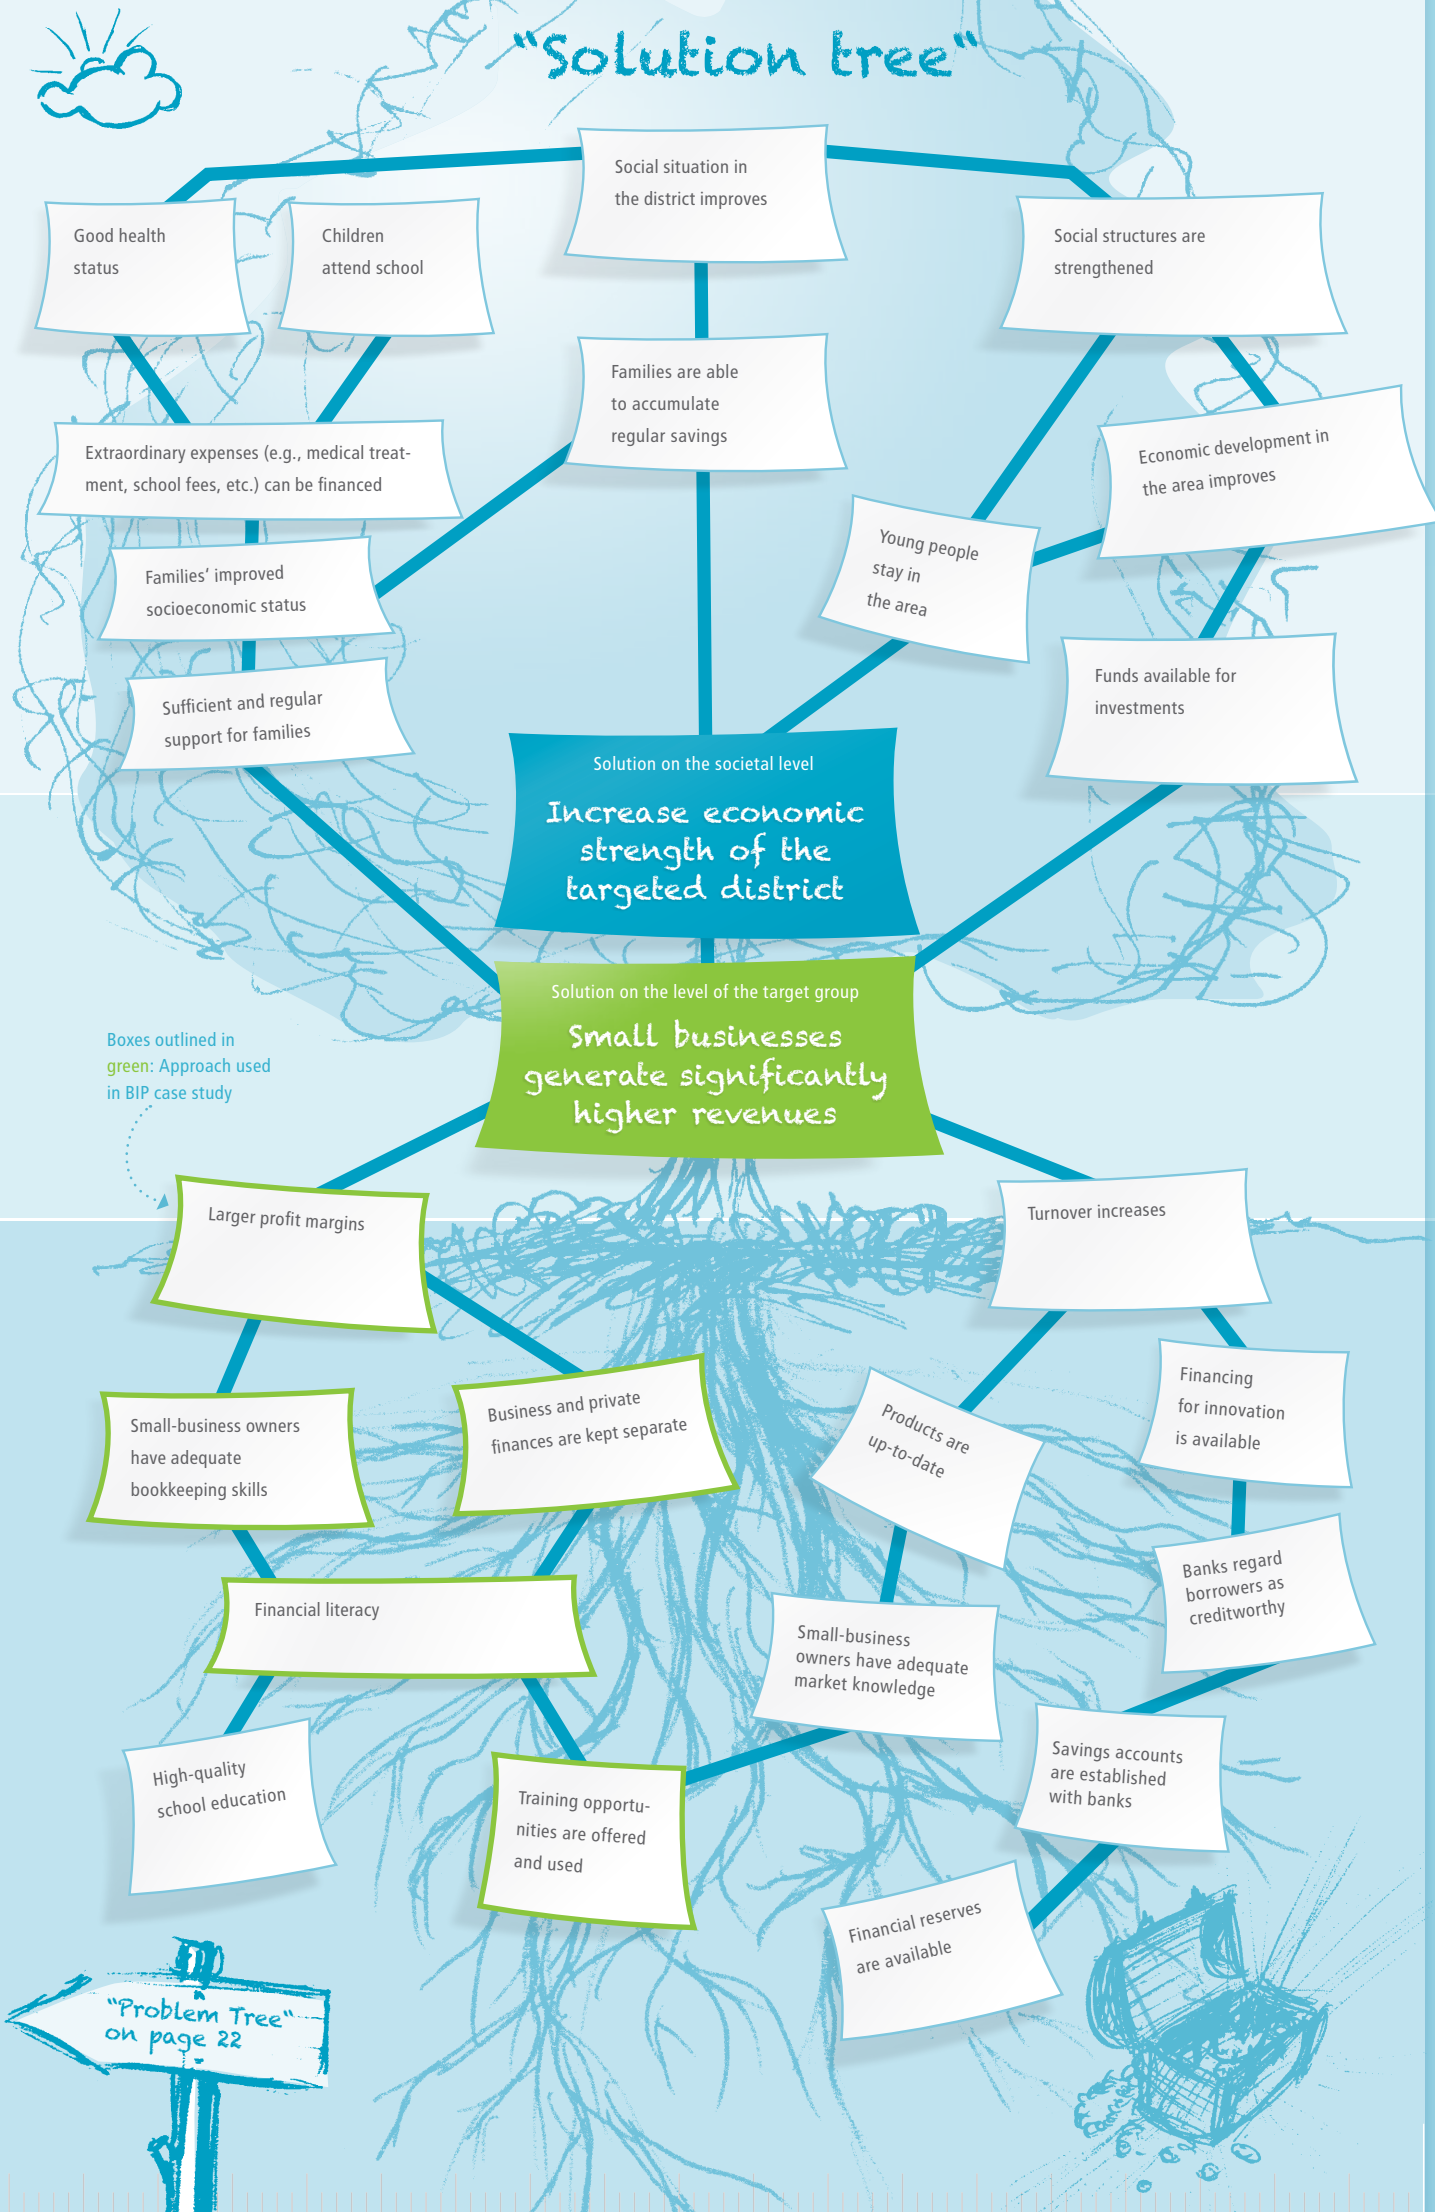 "Solution tree"
Social situation in
the district improves
Good health
status
Children
attend school
Social structures are
strengthened
Families are able
to accumulate
regular savings
Extraordinary expenses (e.g., medical treat-
ment, school fees, etc.) can be financed
Economic development in
the area improves
Young people
stay in
the area
Families‘ improved
socioeconomic status
Sufficient and regular
support for families
Funds available for
investments
Solution on the societal level
Increase economic
strength of the
targeted district
Solution on the level of the target group
Small businesses
generate significantly
higher revenues
Boxes outlined in
green: Approach used
in BIP case study
Larger profit margins
Turnover increases
Small-business owners
have adequate
bookkeeping skills
Business and private
finances are kept separate
Products are
up-to-date
Financing
for innovation
is available
Banks regard
borrowers as
creditworthy
Financial literacy
Small-business
owners have adequate
market knowledge
High-quality
school education
Training opportu-
nities are offered
and used
Savings accounts
are established
with banks
Financial reserves
are available
"Problem Tree"
on page 22